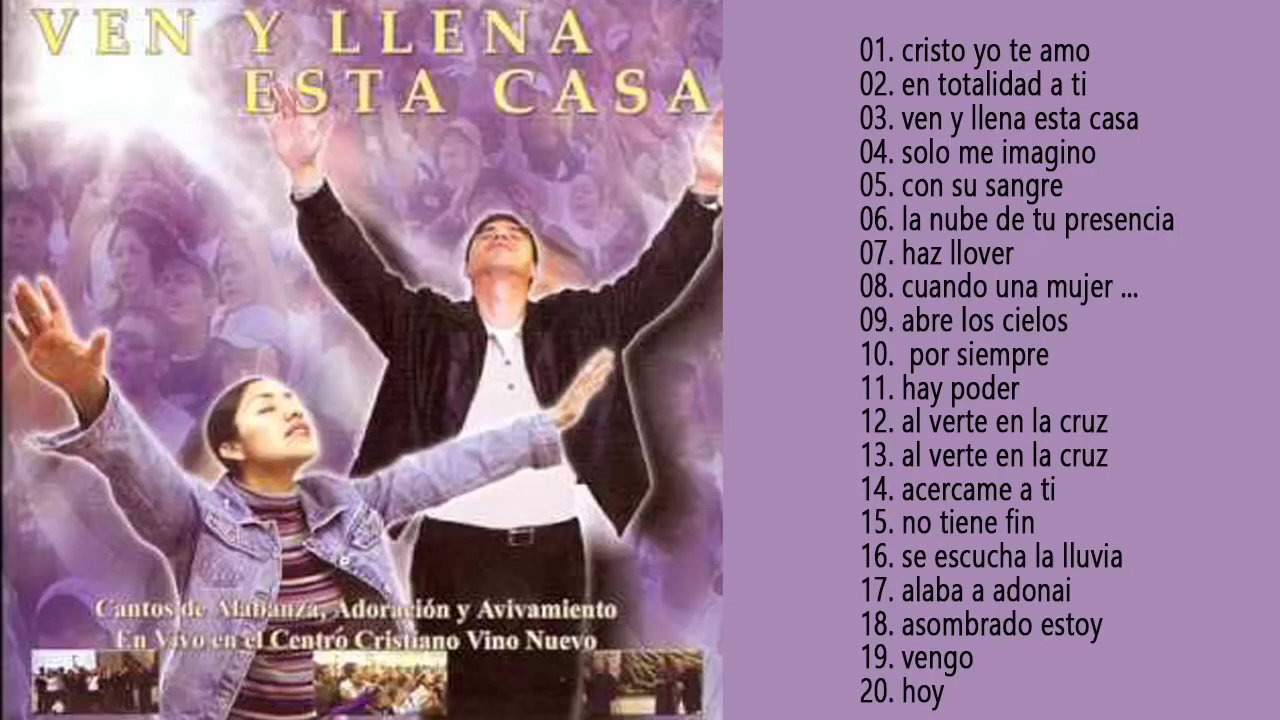 VEN Y LLENA
ESTA CASA
Cantos de Alabanza, Adoración y Avivamiento
En Vivo en el Centró Cristiano Vino Nuevo
01. cristo yo te amo
02. en totalidad a ti
03. ven y llena esta casa
04. solo me imagino
05. con su sangre
06. la nube de tu presencia
07. haz llover
08. cuando una mujer ...
09. abre los cielos
10. por siempre
11. hay poder
12. al verte en la cruz
13. al verte en la cruz
14. acercame a ti
15. no tiene fin
16. se escucha la lluvia
17. alaba a adonai
18. asombrado estoy
19. vengo
20. hoy